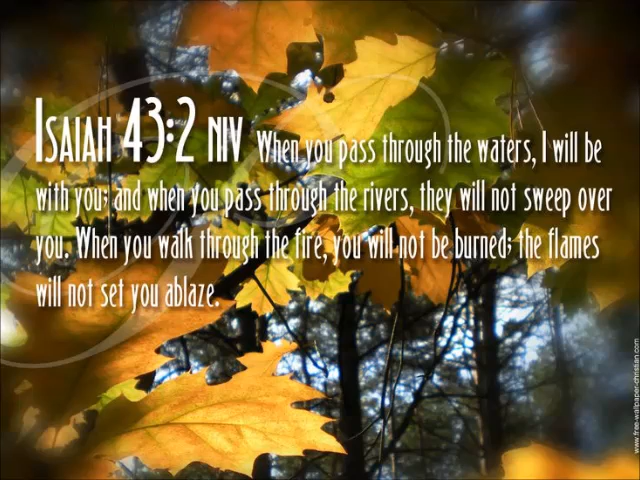 Isaiah 43:2 NIV When you pass through the waters, I will be
with you; and when you pass through the rivers, they will not sweep over
you. When you walk through the fire, you will not be burned; the flames
will not set you ablaze.
www.free-wallpaper-christian.com